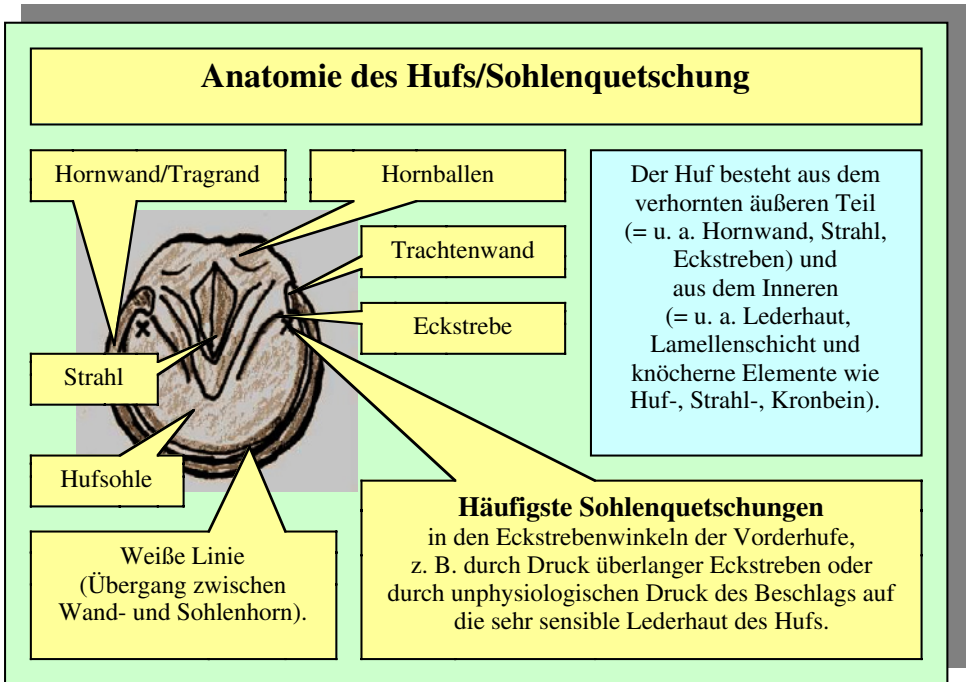 Anatomie des Hufs/Sohlenquetschung
Hornwand/Tragrand
Hornballen
Trachtenwand
Eckstrebe
Strahl
Hufsohle
Weiße Linie
(Übergang zwischen
Wand- und Sohlenhorn).
Der Huf besteht aus dem
verhornten äußeren Teil
(= u. a. Hornwand, Strahl,
Eckstreben) und
aus dem Inneren
(= u. a. Lederhaut,
Lamellenschicht und
knöcherne Elemente wie
Huf-, Strahl-, Kronbein).
Häufigste Sohlenquetschungen
in den Eckstrebenwinkeln der Vorderhufe,
z. B. durch Druck überlanger Eckstreben oder
durch unphysiologischen Druck des Beschlags auf
die sehr sensible Lederhaut des Hufs.